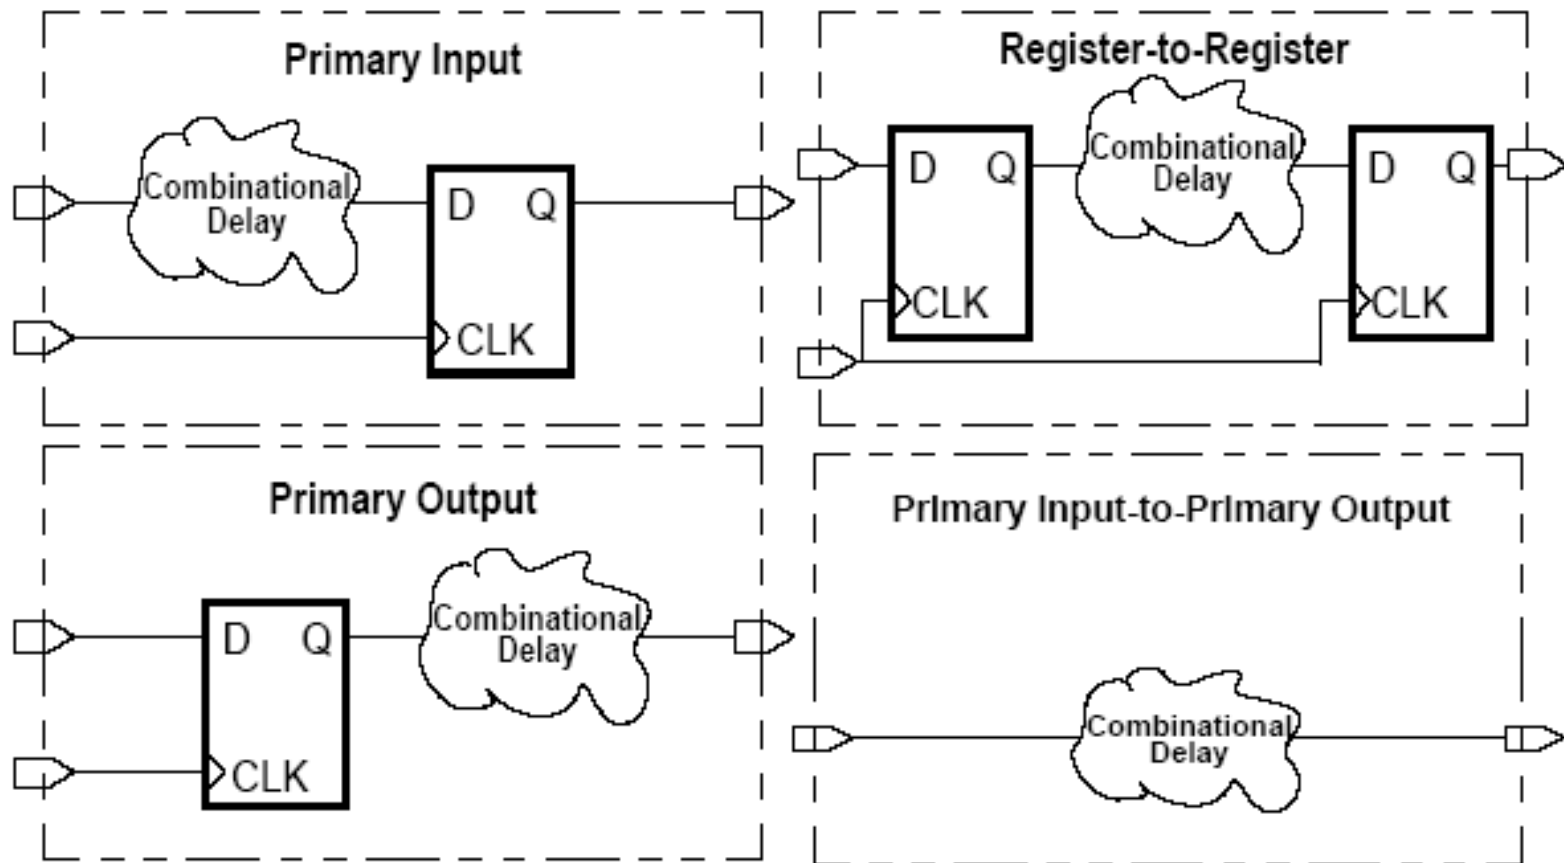 Primary Input
Combinational
Delay
D Q
CLK
Register-to-Register
D Q
CLK
Combinational
Delay
D Q
CLK
Primary Output
D Q
CLK
Combinational
Delay
PrImary Input-to-PrImary Output
Combinational
Delay